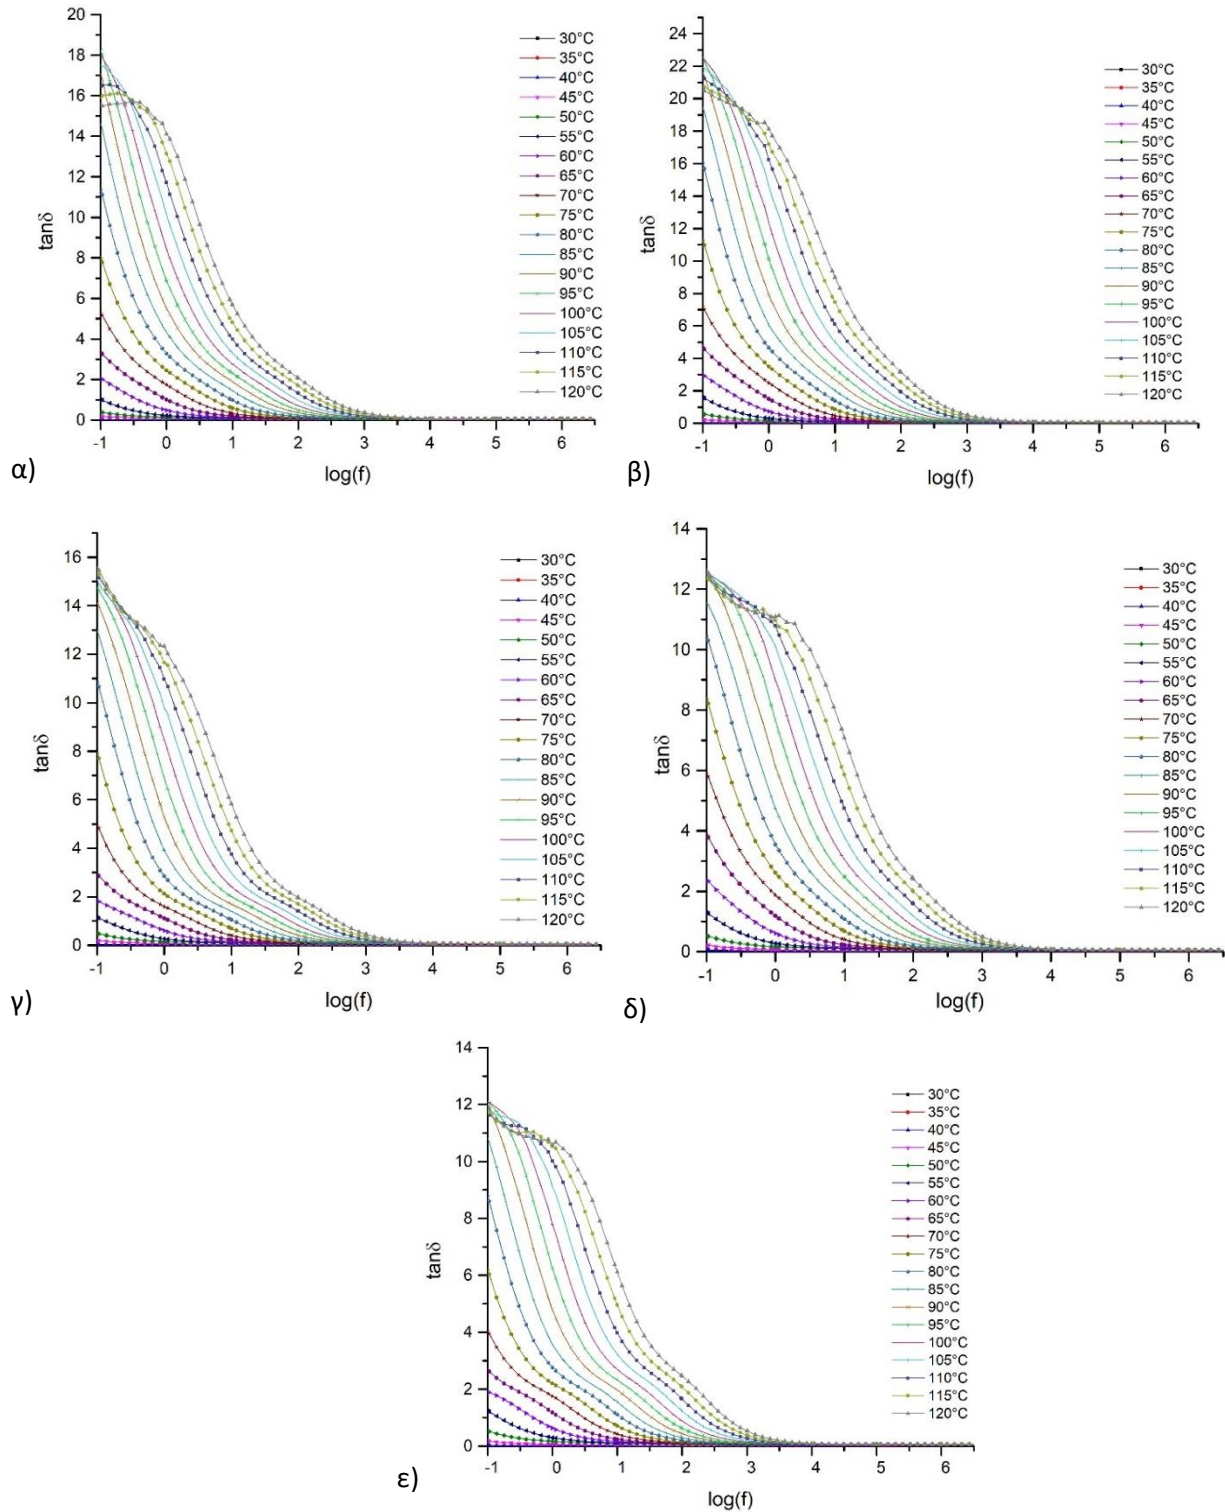 20
18
16
14
12
10
8
6
4
2
0
tanδ
-1 0 1 2 3 4 5 6
log(f)
30°C
35°C
40°C
45°C
50°C
55°C
60°C
65°C
70°C
75°C
80°C
85°C
90°C
95°C
100°C
105°C
110°C
115°C
120°C
α)
24
22
20
18
16
14
12
10
8
6
4
2
0
tanδ
-1 0 1 2 3 4 5 6
log(f)
30°C
35°C
40°C
45°C
50°C
55°C
60°C
65°C
70°C
75°C
80°C
85°C
90°C
95°C
100°C
105°C
110°C
115°C
120°C
β)
16
14
12
10
8
6
4
2
0
tanδ
-1 0 1 2 3 4 5 6
log(f)
30°C
35°C
40°C
45°C
50°C
55°C
60°C
65°C
70°C
75°C
80°C
85°C
90°C
95°C
100°C
105°C
110°C
115°C
120°C
γ)
14
12
10
8
6
4
2
0
tanδ
-1 0 1 2 3 4 5 6
log(f)
30°C
35°C
40°C
45°C
50°C
55°C
60°C
65°C
70°C
75°C
80°C
85°C
90°C
95°C
100°C
105°C
110°C
115°C
120°C
δ)
14
12
10
8
6
4
2
0
tanδ
-1 0 1 2 3 4 5 6
log(f)
30°C
35°C
40°C
45°C
50°C
55°C
60°C
65°C
70°C
75°C
80°C
85°C
90°C
95°C
100°C
105°C
110°C
115°C
120°C
ε)